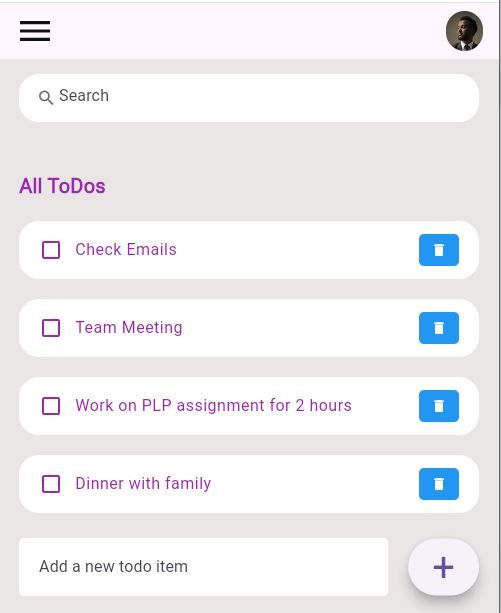 Search
All ToDos
Check Emails
Team Meeting
Work on PLP assignment for 2 hours
Dinner with family
Add a new todo item
+